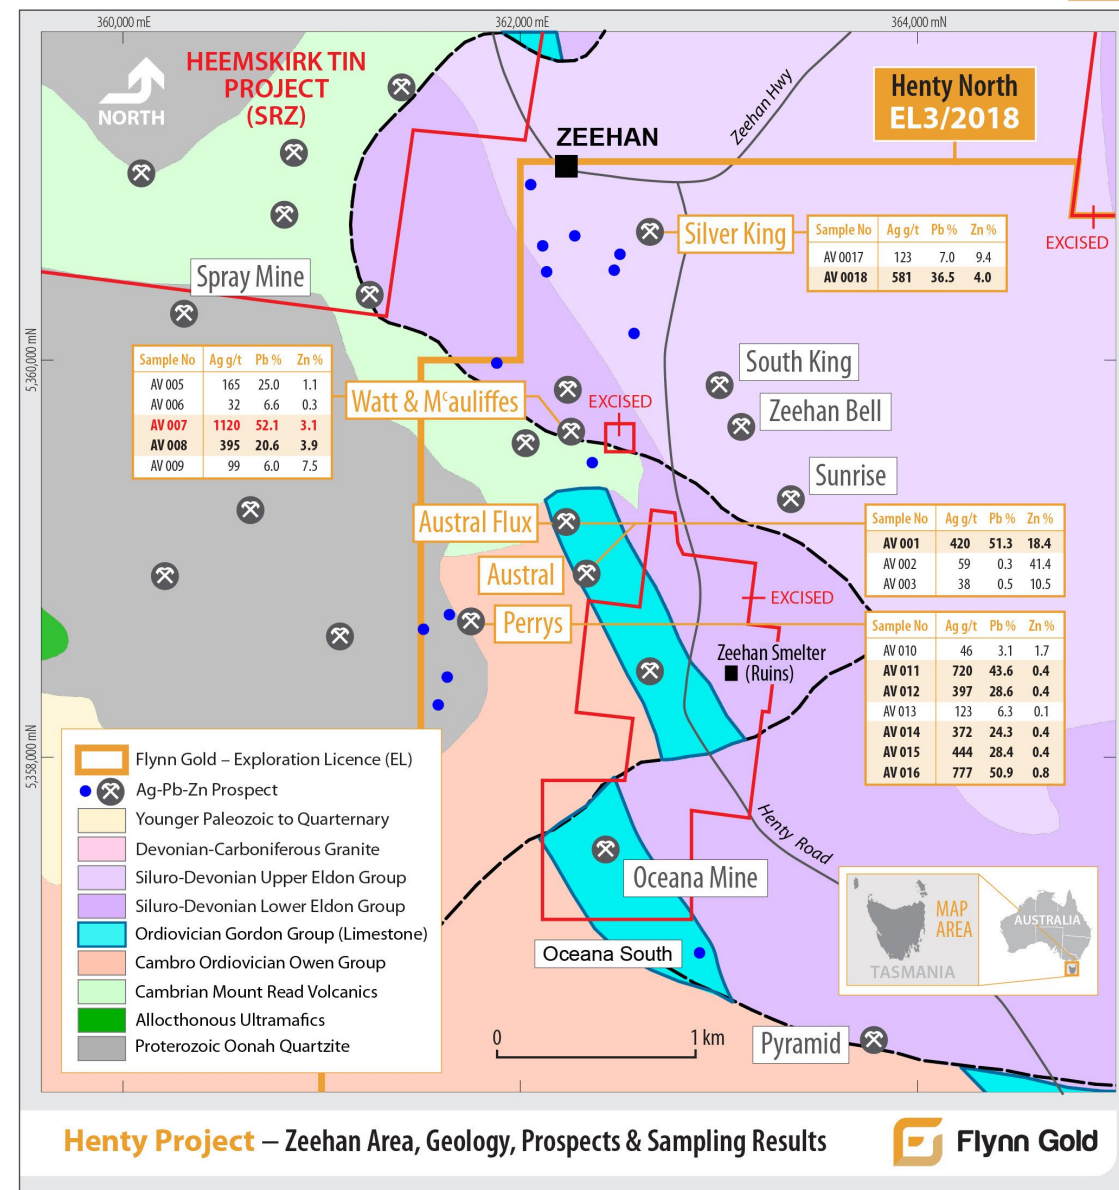 360,000 mE
362,000 mE
364,000 mN
NORTH
HEEMSKIRK TIN
PROJECT
(SRZ)
ZEEHAN
Zeehan Hwy
Henty North
EL3/2018
EXCISED
Silver King
Sample No Ag g/t Pb % Zn %
AV 0017 123 7.0 9.4
AV 0018 581 36.5 4.0
Spray Mine
5,360,000 mN
Sample No Ag g/t Pb % Zn %
AV 005 165 25.0 1.1
AV 006 32 6.6 0.3
AV 007 1120 52.1 3.1
AV 008 395 20.6 3.9
AV 009 99 6.0 7.5
Watt & Mcauliffes
EXCISED
South King
Zeehan Bell
Sunrise
Austral Flux
Austral
Sample No Ag g/t Pb % Zn %
AV 001 420 51.3 18.4
AV 002 59 0.3 41.4
AV 003 38 0.5 10.5
EXCISED
Perrys
Zeehan Smelter
(Ruins)
Sample No Ag g/t Pb % Zn %
AV 010 46 3.1 1.7
AV 011 720 43.6 0.4
AV 012 397 28.6 0.4
AV 013 123 6.3 0.1
AV 014 372 24.3 0.4
AV 015 444 28.4 0.4
AV 016 777 50.9 0.8
5,358,000 mN
Flynn Gold – Exploration Licence (EL)
Ag-Pb-Zn Prospect
Younger Paleozoic to Quarternary
Devonian-Carboniferous Granite
Siluro-Devonian Upper Eldon Group
Siluro-Devonian Lower Eldon Group
Ordiovician Gordon Group (Limestone)
Cambro Ordiovician Owen Group
Cambrian Mount Read Volcanics
Allocthonous Ultramafics
Proterozoic Oonah Quartzite
Henty Road
Oceana Mine
Oceana South
0 1 km
Pyramid
MAP
AREA
TASMANIA
AUSTRALIA
Henty Project – Zeehan Area, Geology, Prospects & Sampling Results
Flynn Gold